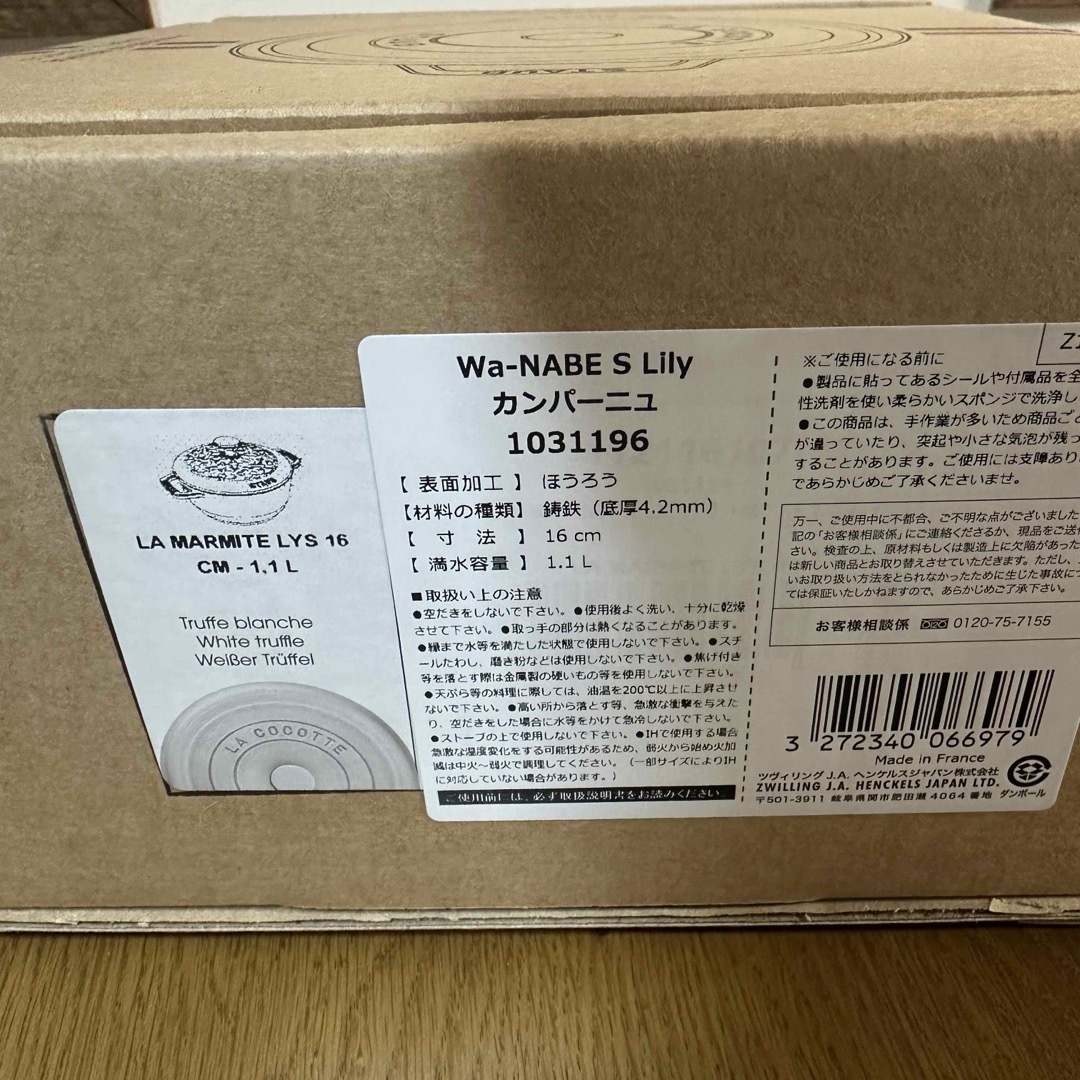 STAUB
LA MARMITE LYS 16
CM - 1,1 L
Truffe blanche
White truffle
Weißer Trüffel
LA COCOTTE
Wa-NABE S Lily
カンパーニュ
1031196
【 表面加工 】 ほうろう
【材料の種類】 鋳鉄（底厚4.2mm）
【 寸 法 】 16 cm
【 満水容量 】 1.1 L
■取扱い上の注意
●空だきをしないで下さい。●使用後よく洗い、十分に乾燥
させて下さい。●取っ手の部分は熱くなることがあります。
●縁まで水等を満たした状態で使用しないで下さい。●スチ
ールたわし、磨き粉などは使用しないで下さい。●焦げ付き
等を落とす際は金属製の硬いもの等を使用しないで下さい。
●天ぷら等の料理に際しては、油温を200℃以上に上昇させ
ないで下さい。●高い所から落とす等、急激な衝撃を与えた
り、空だきをした場合に水等をかけて急冷しないで下さい。
●ストーブの上で使用しないで下さい。●IHで使用する場合
急激な温度変化をする可能性があるため、弱火から始め火加
減は中火～弱火で調理してください。（一部サイズによりIH
に対応していない場合があります。）
ご使用前には、必ず取扱説明書をお読みください。
※ご使用になる前に
●製品に貼ってあるシールや付属品を全
性洗剤を使い柔らかいスポンジで洗浄し
●この商品は、手作業が多いため商品ごと
が違っていたり、突起や小さな気泡が残っ
することがあります。ご使用には支障あり
であらかじめご了承くださいませ。
万一、ご使用中に不都合、ご不明な点がございました
記の「お客様相談係」にご連絡くださるか、現品をご送
さい。検査の上、原材料もしくは製造上に欠陥があった
は新しい商品とお取り替えさせていただきます。ただし、
いお取り扱い方法をとられなかったために生じた事故に
ては保証いたしかねますので、あらかじめご了承下さい。
お客様相談係 0120-75-7155
3 272340 066979
Made in France
ツヴィリング J.A. ヘンケルスジャパン株式会社
ZWILLING J.A. HENCKELS JAPAN LTD.
〒501-3911 岐阜県関市肥田瀬 4064 番地
ダンボール